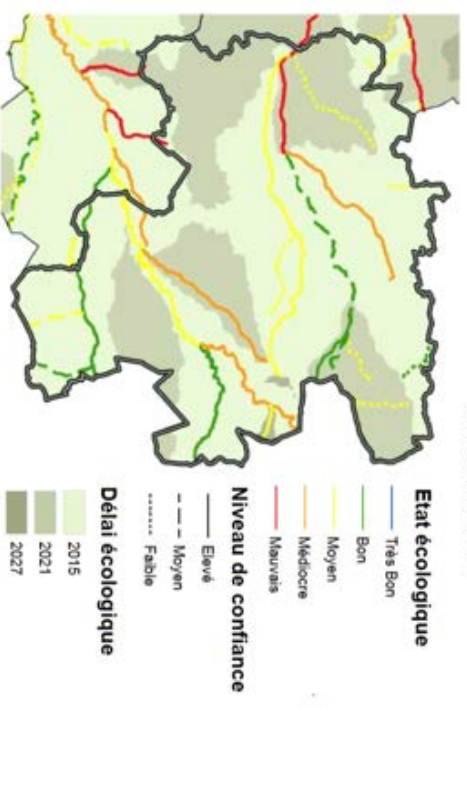 Etat écologique
Très Bon
Bon
Moyen
Médiocre
Mauvais
Niveau de confiance
Elevé
Moyen
Faible
Délai écologique
2015
2021
2027